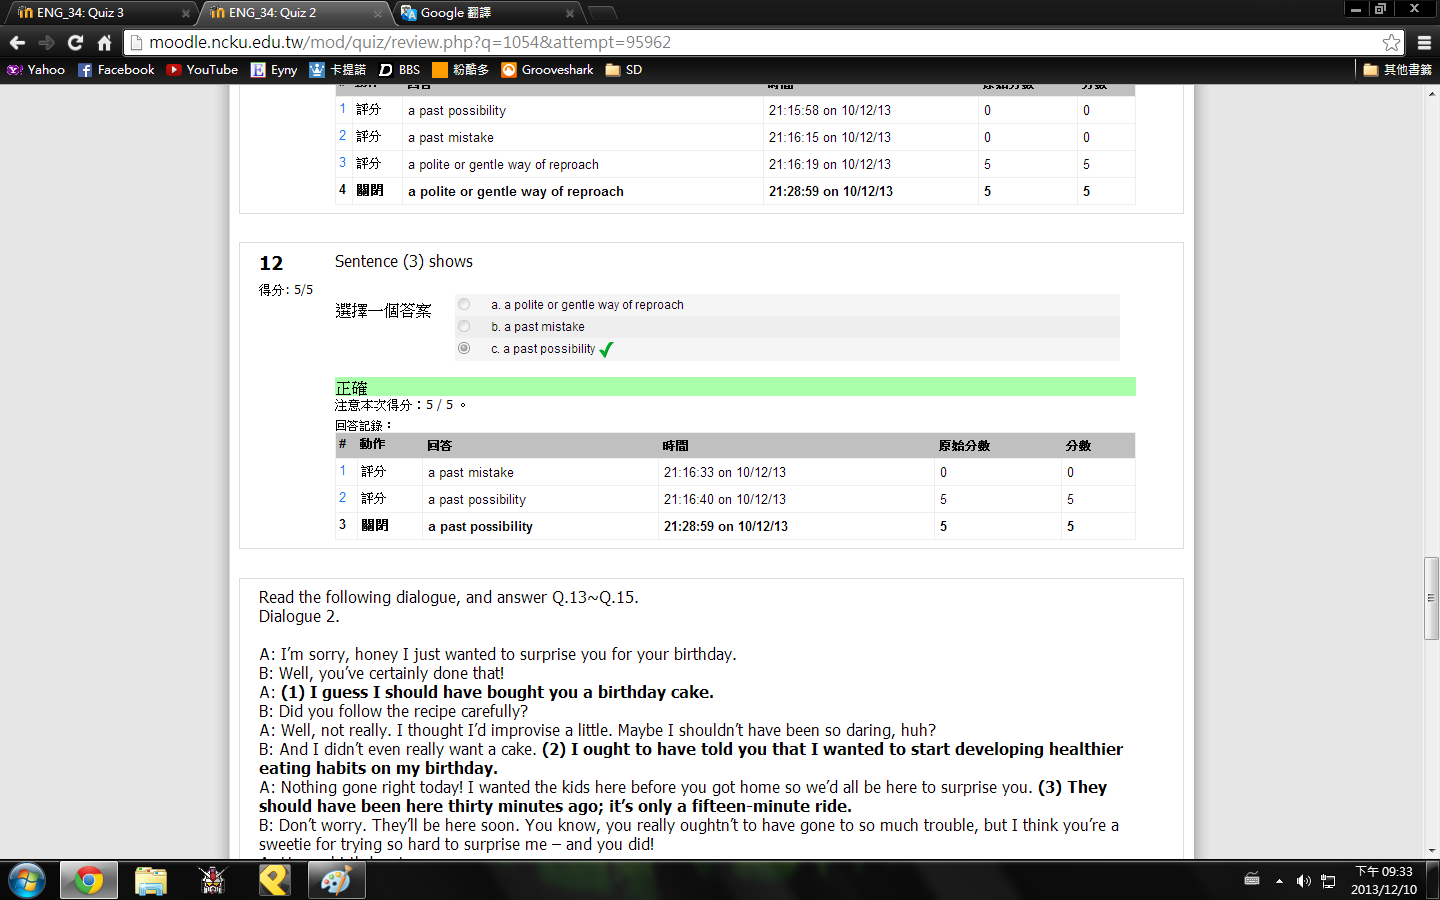 ENG_34: Quiz 3
ENG_34: Quiz 2
Google 翻譯
moodle.ncku.edu.tw/mod/quiz/review.php?q=1054&attempt=95962
Yahoo
Facebook
YouTube
Eyny
卡提諾
BBS
粉酷多
Grooveshark
SD
其他書籤
# 動作 回答 時間 原始分數 分數
1 評分 a past possibility 21:15:58 on 10/12/13 0 0
2 評分 a past mistake 21:16:15 on 10/12/13 0 0
3 評分 a polite or gentle way of reproach 21:16:19 on 10/12/13 5 5
4 關閉 a polite or gentle way of reproach 21:28:59 on 10/12/13 5 5
12 Sentence (3) shows
得分: 5/5
選擇一個答案
a. a polite or gentle way of reproach
b. a past mistake
c. a past possibility
正確
注意本次得分：5 / 5 。
回答記錄：
# 動作 回答 時間 原始分數 分數
1 評分 a past mistake 21:16:33 on 10/12/13 0 0
2 評分 a past possibility 21:16:40 on 10/12/13 5 5
3 關閉 a past possibility 21:28:59 on 10/12/13 5 5
Read the following dialogue, and answer Q.13~Q.15.
Dialogue 2.
A: I’m sorry, honey I just wanted to surprise you for your birthday.
B: Well, you’ve certainly done that!
A: (1) I guess I should have bought you a birthday cake.
B: Did you follow the recipe carefully?
A: Well, not really. I thought I’d improvise a little. Maybe I shouldn’t have been so daring, huh?
B: And I didn’t even really want a cake. (2) I ought to have told you that I wanted to start developing healthier
eating habits on my birthday.
A: Nothing gone right today! I wanted the kids here before you got home so we’d all be here to surprise you. (3) They
should have been here thirty minutes ago; it’s only a fifteen-minute ride.
B: Don’t worry. They’ll be here soon. You know, you really oughtn’t to have gone to so much trouble, but I think you’re a
sweetie for trying so hard to surprise me – and you did!
下午 09:33
2013/12/10